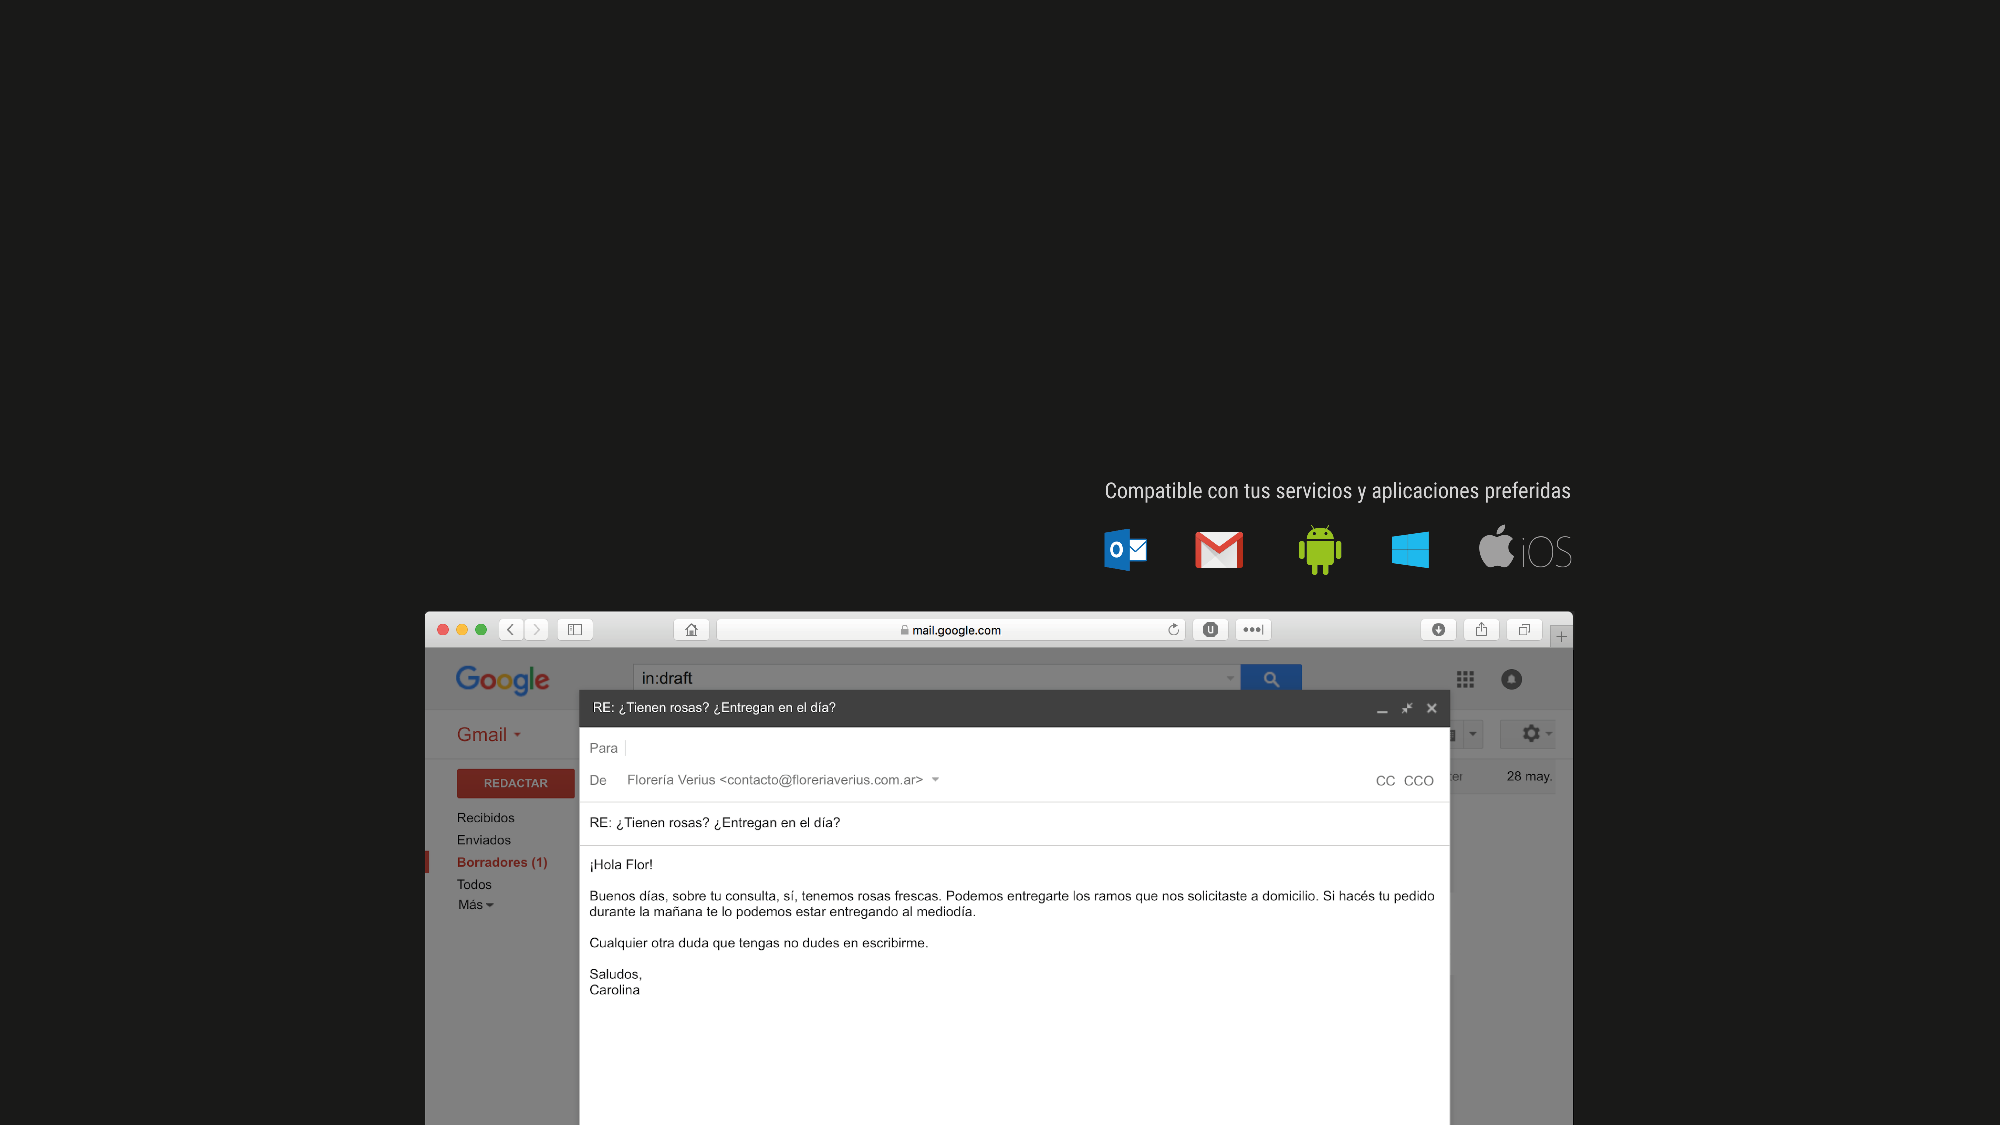 Compatible con tus servicios y aplicaciones preferidas
iOS
mail.google.com
Google
in:draft
RE: ¿Tienen rosas? ¿Entregan en el día?
Gmail
Para
De Florería Verius <contacto@floreriaverius.com.ar>
CC CCO
28 may.
REDACTAR
Recibidos
Enviados
Borradores (1)
Todos
Más
RE: ¿Tienen rosas? ¿Entregan en el día?
¡Hola Flor!
Buenos días, sobre tu consulta, sí, tenemos rosas frescas. Podemos entregarte los ramos que nos solicitaste a domicilio. Si hacés tu pedido
durante la mañana te lo podemos estar entregando al mediodía.
Cualquier otra duda que tengas no dudes en escribirme.
Saludos,
Carolina